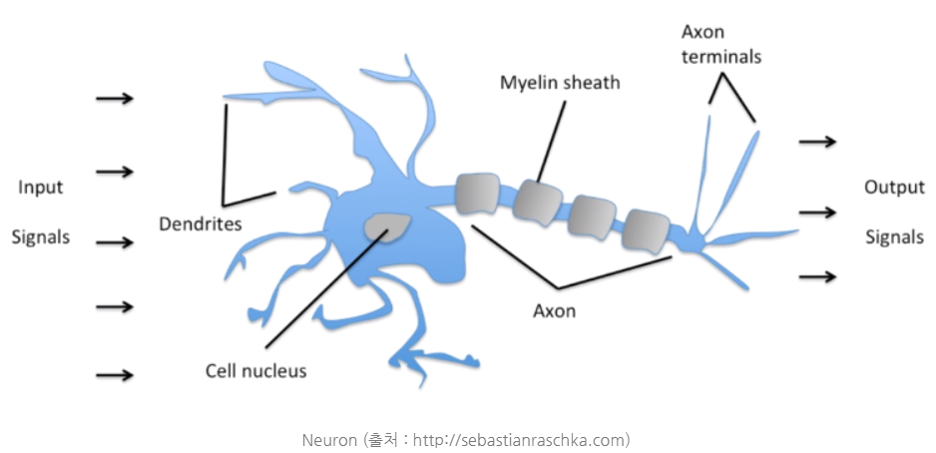 Axon
terminals
Myelin sheath
Input
Signals
Dendrites
Output
Signals
Axon
Cell nucleus
Neuron (출처 : http://sebastianraschka.com)